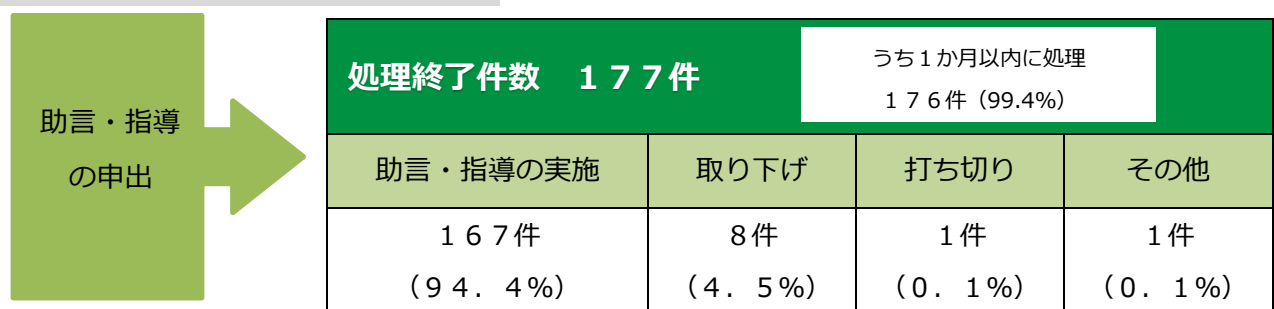 助言・指導
の申出
処理終了件数　１７７件
うち１か月以内に処理
１７６件（99.4%）
助言・指導の実施　取り下げ　打ち切り　その他
１６７件　８件　１件　１件
（９４．４%）　（４．５%）　（０．１%）　（０．１%）